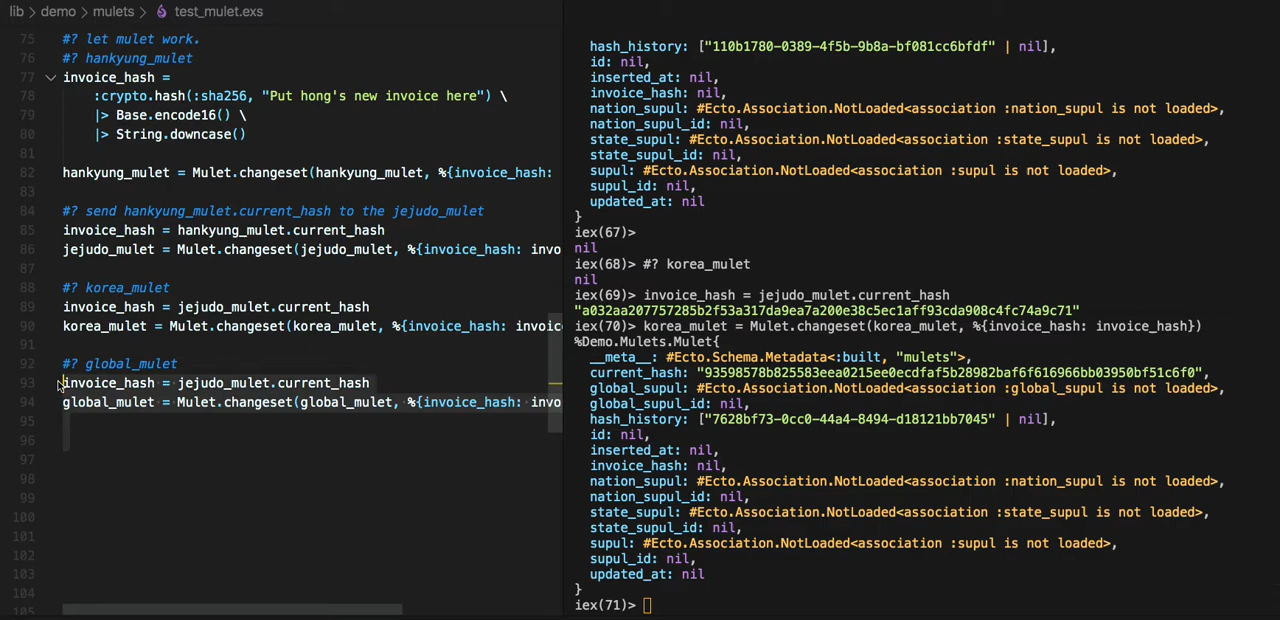 lib > demo > mulets > test_mulet.exs
75 #? let mulet work.
76 #? hankyung_mulet
77 invoice_hash =
78 :crypto.hash(:sha256, "Put hong's new invoice here") \
79 |> Base.encode16() \
80 |> String.downcase()
81
82 hankyung_mulet = Mulet.changeset(hankyung_mulet, %{invoice_hash:
83
84 #? send hankyung_mulet.current_hash to the jejudo_mulet
85 invoice_hash = hankyung_mulet.current_hash
86 jejudo_mulet = Mulet.changeset(jejudo_mulet, %{invoice_hash: invo
87
88 #? korea_mulet
89 invoice_hash = jejudo_mulet.current_hash
90 korea_mulet = Mulet.changeset(korea_mulet, %{invoice_hash: invoic
91
92 #? global_mulet
93 invoice_hash = jejudo_mulet.current_hash
94 global_mulet = Mulet.changeset(global_mulet, %{invoice_hash: invo
95
96
97
98
99
100
101
102
103
104
105
hash_history: ["110b1780-0389-4f5b-9b8a-bf081cc6bfdf" | nil],
id: nil,
inserted_at: nil,
invoice_hash: nil,
nation_supul: #Ecto.Association.NotLoaded<association :nation_supul is not loaded>,
nation_supul_id: nil,
state_supul: #Ecto.Association.NotLoaded<association :state_supul is not loaded>,
state_supul_id: nil,
supul: #Ecto.Association.NotLoaded<association :supul is not loaded>,
supul_id: nil,
updated_at: nil
}
iex(67)>
nil
iex(68)> #? korea_mulet
nil
iex(69)> invoice_hash = jejudo_mulet.current_hash
"a032aa207757285b2f53a317da9ea7a200e38c5ec1aff93cda908c4fc74a9c71"
iex(70)> korea_mulet = Mulet.changeset(korea_mulet, %{invoice_hash: invoice_hash})
%Demo.Mulets.Mulet{
__meta__: #Ecto.Schema.Metadata<:built, "mulets">,
current_hash: "93598578b825583eea0215ee0ecdfaf5b28982baf6f616966bb03950bf51c6f0",
global_supul: #Ecto.Association.NotLoaded<association :global_supul is not loaded>,
global_supul_id: nil,
hash_history: ["7628bf73-0cc0-44a4-8494-d18121bb7045" | nil],
id: nil,
inserted_at: nil,
invoice_hash: nil,
nation_supul: #Ecto.Association.NotLoaded<association :nation_supul is not loaded>,
nation_supul_id: nil,
state_supul: #Ecto.Association.NotLoaded<association :state_supul is not loaded>,
state_supul_id: nil,
supul: #Ecto.Association.NotLoaded<association :supul is not loaded>,
supul_id: nil,
updated_at: nil
}
iex(71)>